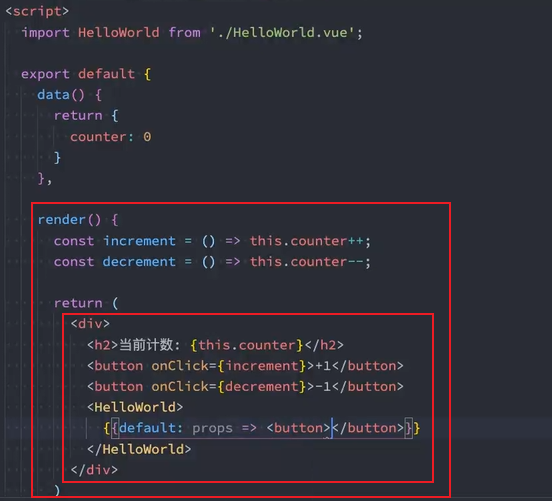 <script>
import HelloWorld from './HelloWorld.vue';
export default {
data() {
return {
counter: 0
}
},
render() {
const increment = () => this.counter++;
const decrement = () => this.counter--;
return (
<div>
<h2>当前计数: {this.counter}</h2>
<button onClick={increment}>+1</button>
<button onClick={decrement}>-1</button>
<HelloWorld>
{{default: props => <button></button>}}
</HelloWorld>
</div>
)